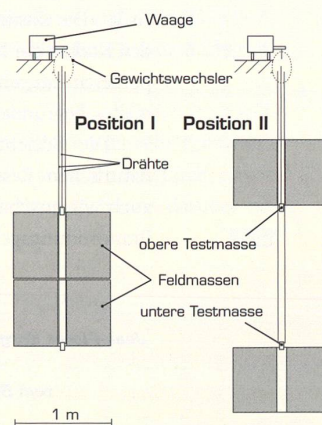 Waage
Gewichtswechsler
Position I
Position II
Drähte
obere Testmasse
Feldmassen
untere Testmasse
1 m